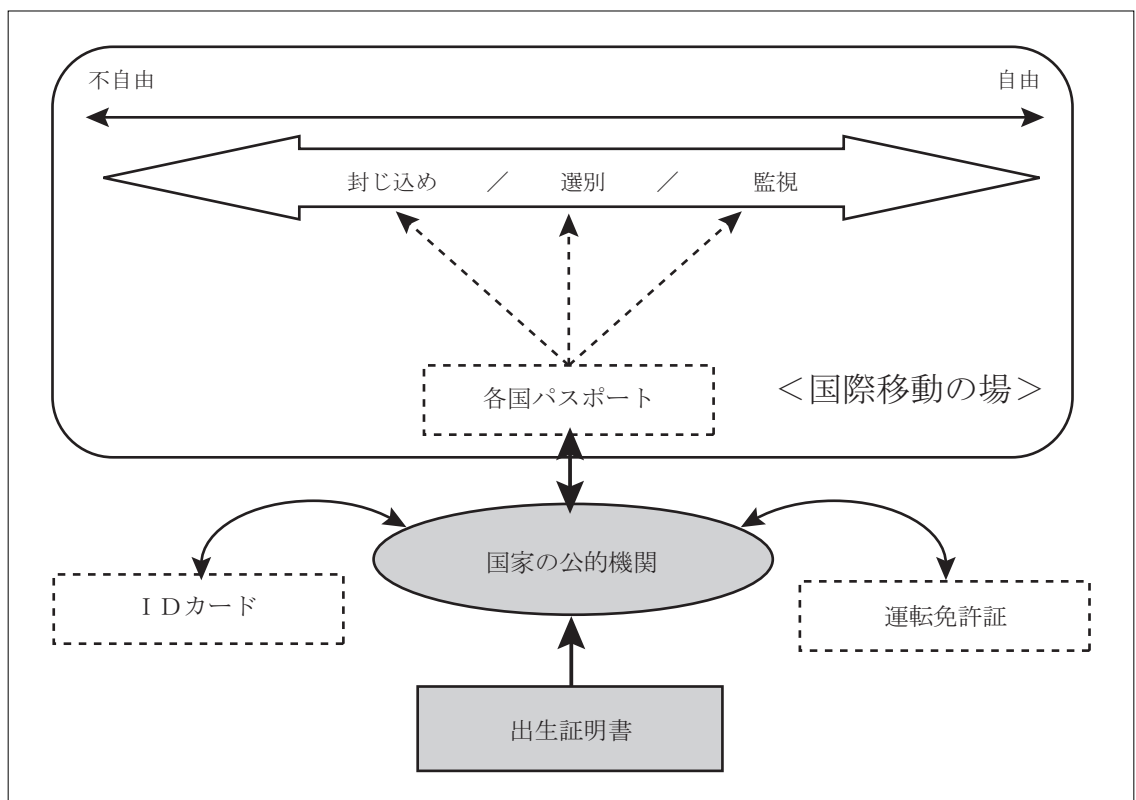 不自由 自由
封じ込め ／ 選別 ／ 監視
各国パスポート
＜国際移動の場＞
国家の公的機関
ＩＤカード
運転免許証
出生証明書